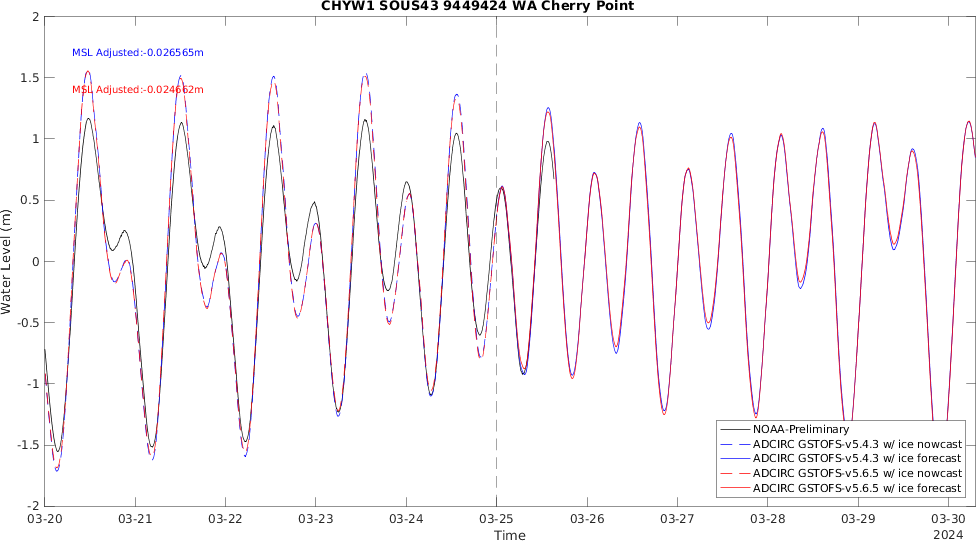 CHYW1 SOUS43 9449424 WA Cherry Point
2
1.5
1
0.5
0
-0.5
-1
-1.5
-2
Water Level (m)
MSL Adjusted:-0.026565m
MSL Adjusted:-0.024662m
NOAA-Preliminary
ADCIRC GSTOFS-v5.4.3 w/ ice nowcast
ADCIRC GSTOFS-v5.4.3 w/ ice forecast
ADCIRC GSTOFS-v5.6.5 w/ ice nowcast
ADCIRC GSTOFS-v5.6.5 w/ ice forecast
03-20 03-21 03-22 03-23 03-24 03-25 03-26 03-27 03-28 03-29 03-30
Time
2024